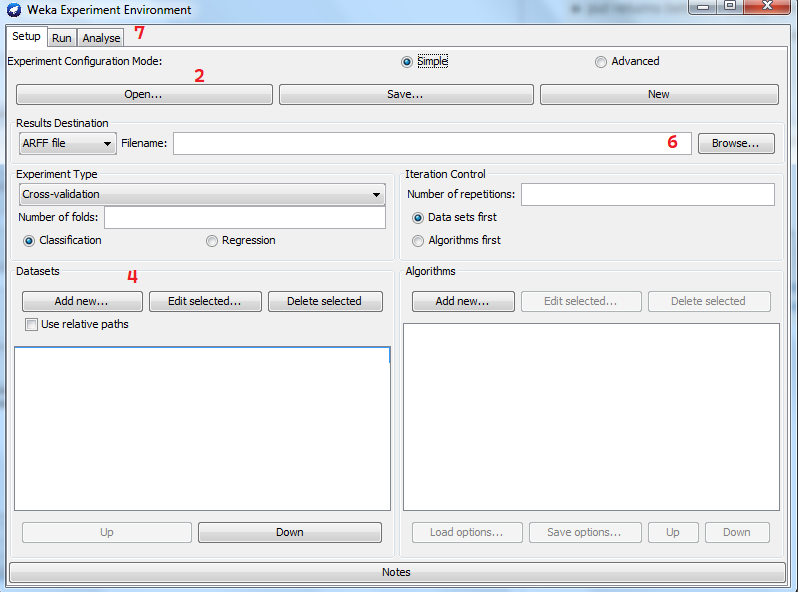 Weka Experiment Environment
Setup Run Analyse 7
Experiment Configuration Mode: Simple Advanced
2
Open... Save... New
Results Destination
ARFF file Filename: 6 Browse...
Experiment Type Iteration Control
Cross-validation Number of repetitions:
Number of folds: Data sets first
Classification Regression Algorithms first
Datasets 4 Algorithms
Add new... Edit selected... Delete selected Add new... Edit selected... Delete selected
Use relative paths
Up Down Load options... Save options... Up Down
Notes